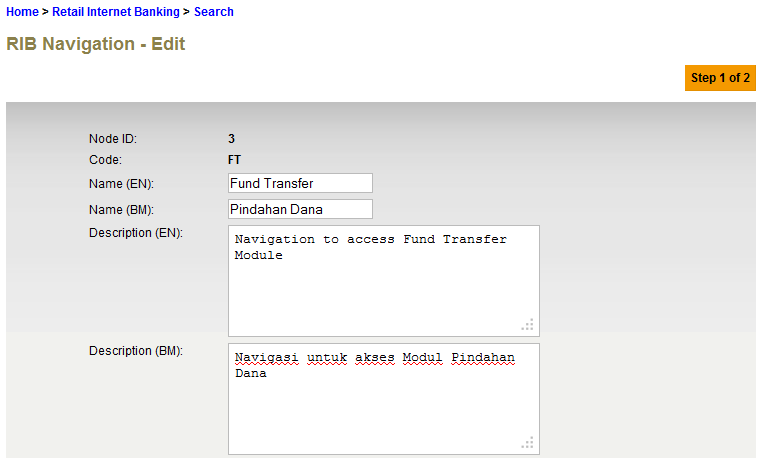 Home > Retail Internet Banking > Search
RIB Navigation - Edit
Step 1 of 2
Node ID: 3
Code: FT
Name (EN): Fund Transfer
Name (BM): Pindahan Dana
Description (EN): Navigation to access Fund Transfer
Module
Description (BM): Navigasi untuk akses Modul Pindahan
Dana